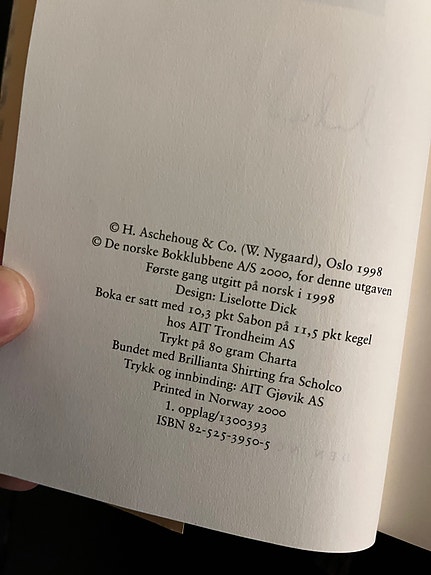 © H. Aschehoug & Co. (W. Nygaard), Oslo 1998
© De norske Bokklubbene A/S 2000, for denne utgaven
Første gang utgitt på norsk i 1998
Design: Liselotte Dick
Boka er satt med 10,3 pkt Sabon på 11,5 pkt kegel
hos AIT Trondheim AS
Trykt på 80 gram Charta
Bundet med Brillianta Shirting fra Scholco
Trykk og innbinding: AIT Gjøvik AS
Printed in Norway 2000
1. opplag/1300393
ISBN 82-525-3950-5